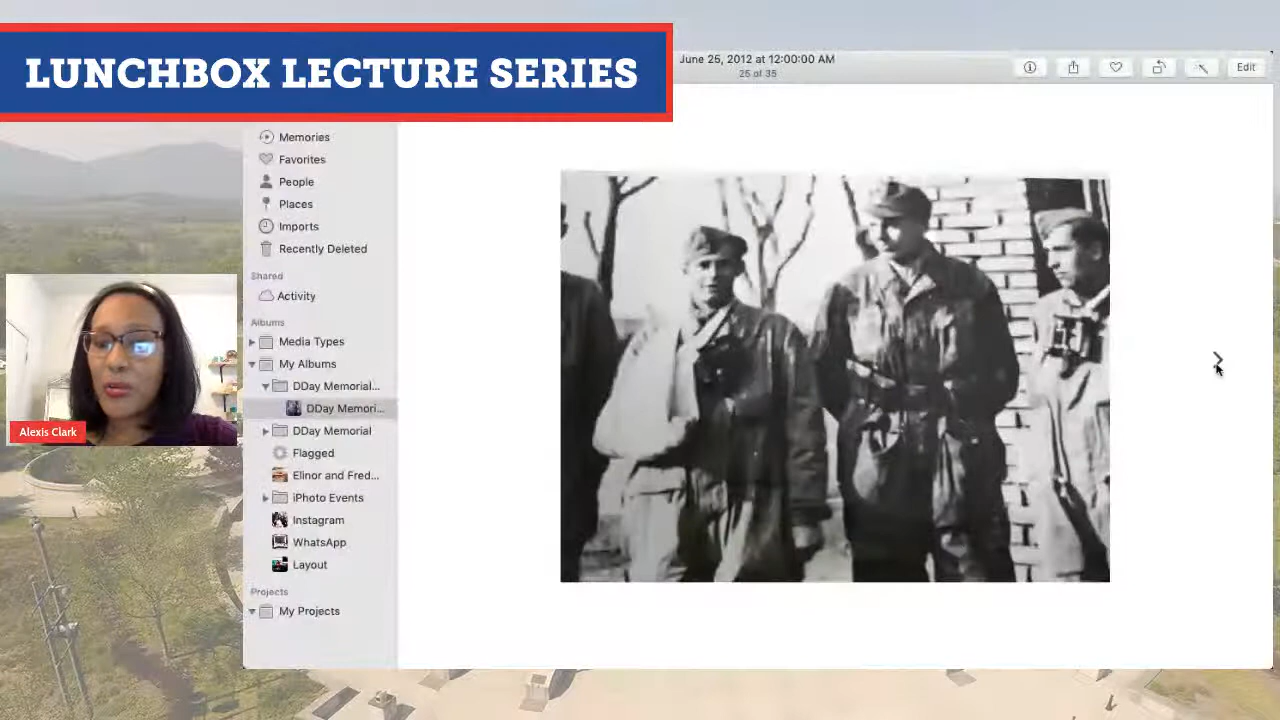 LUNCHBOX LECTURE SERIES
June 25, 2012 at 12:00:00 AM
25 of 35
Edit
Memories
Favorites
People
Places
Imports
Recently Deleted
Shared
Activity
Albums
Media Types
My Albums
DDay Memorial...
DDay Memori...
DDay Memorial
Flagged
Elinor and Fred...
iPhoto Events
Instagram
WhatsApp
Layout
Projects
My Projects
Alexis Clark